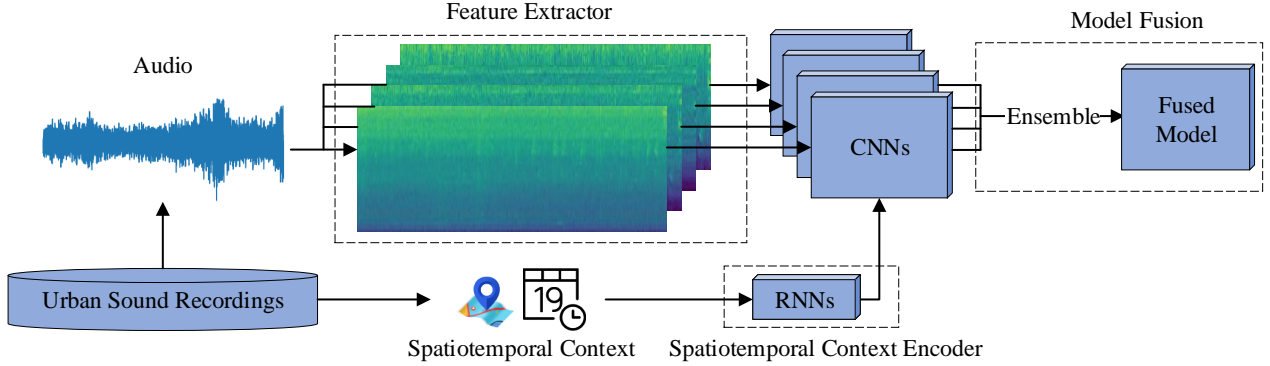 Feature Extractor
Model Fusion
Audio
Ensemble
Fused
Model
CNNs
Urban Sound Recordings
19
RNNs
Spatiotemporal Context
Spatiotemporal Context Encoder